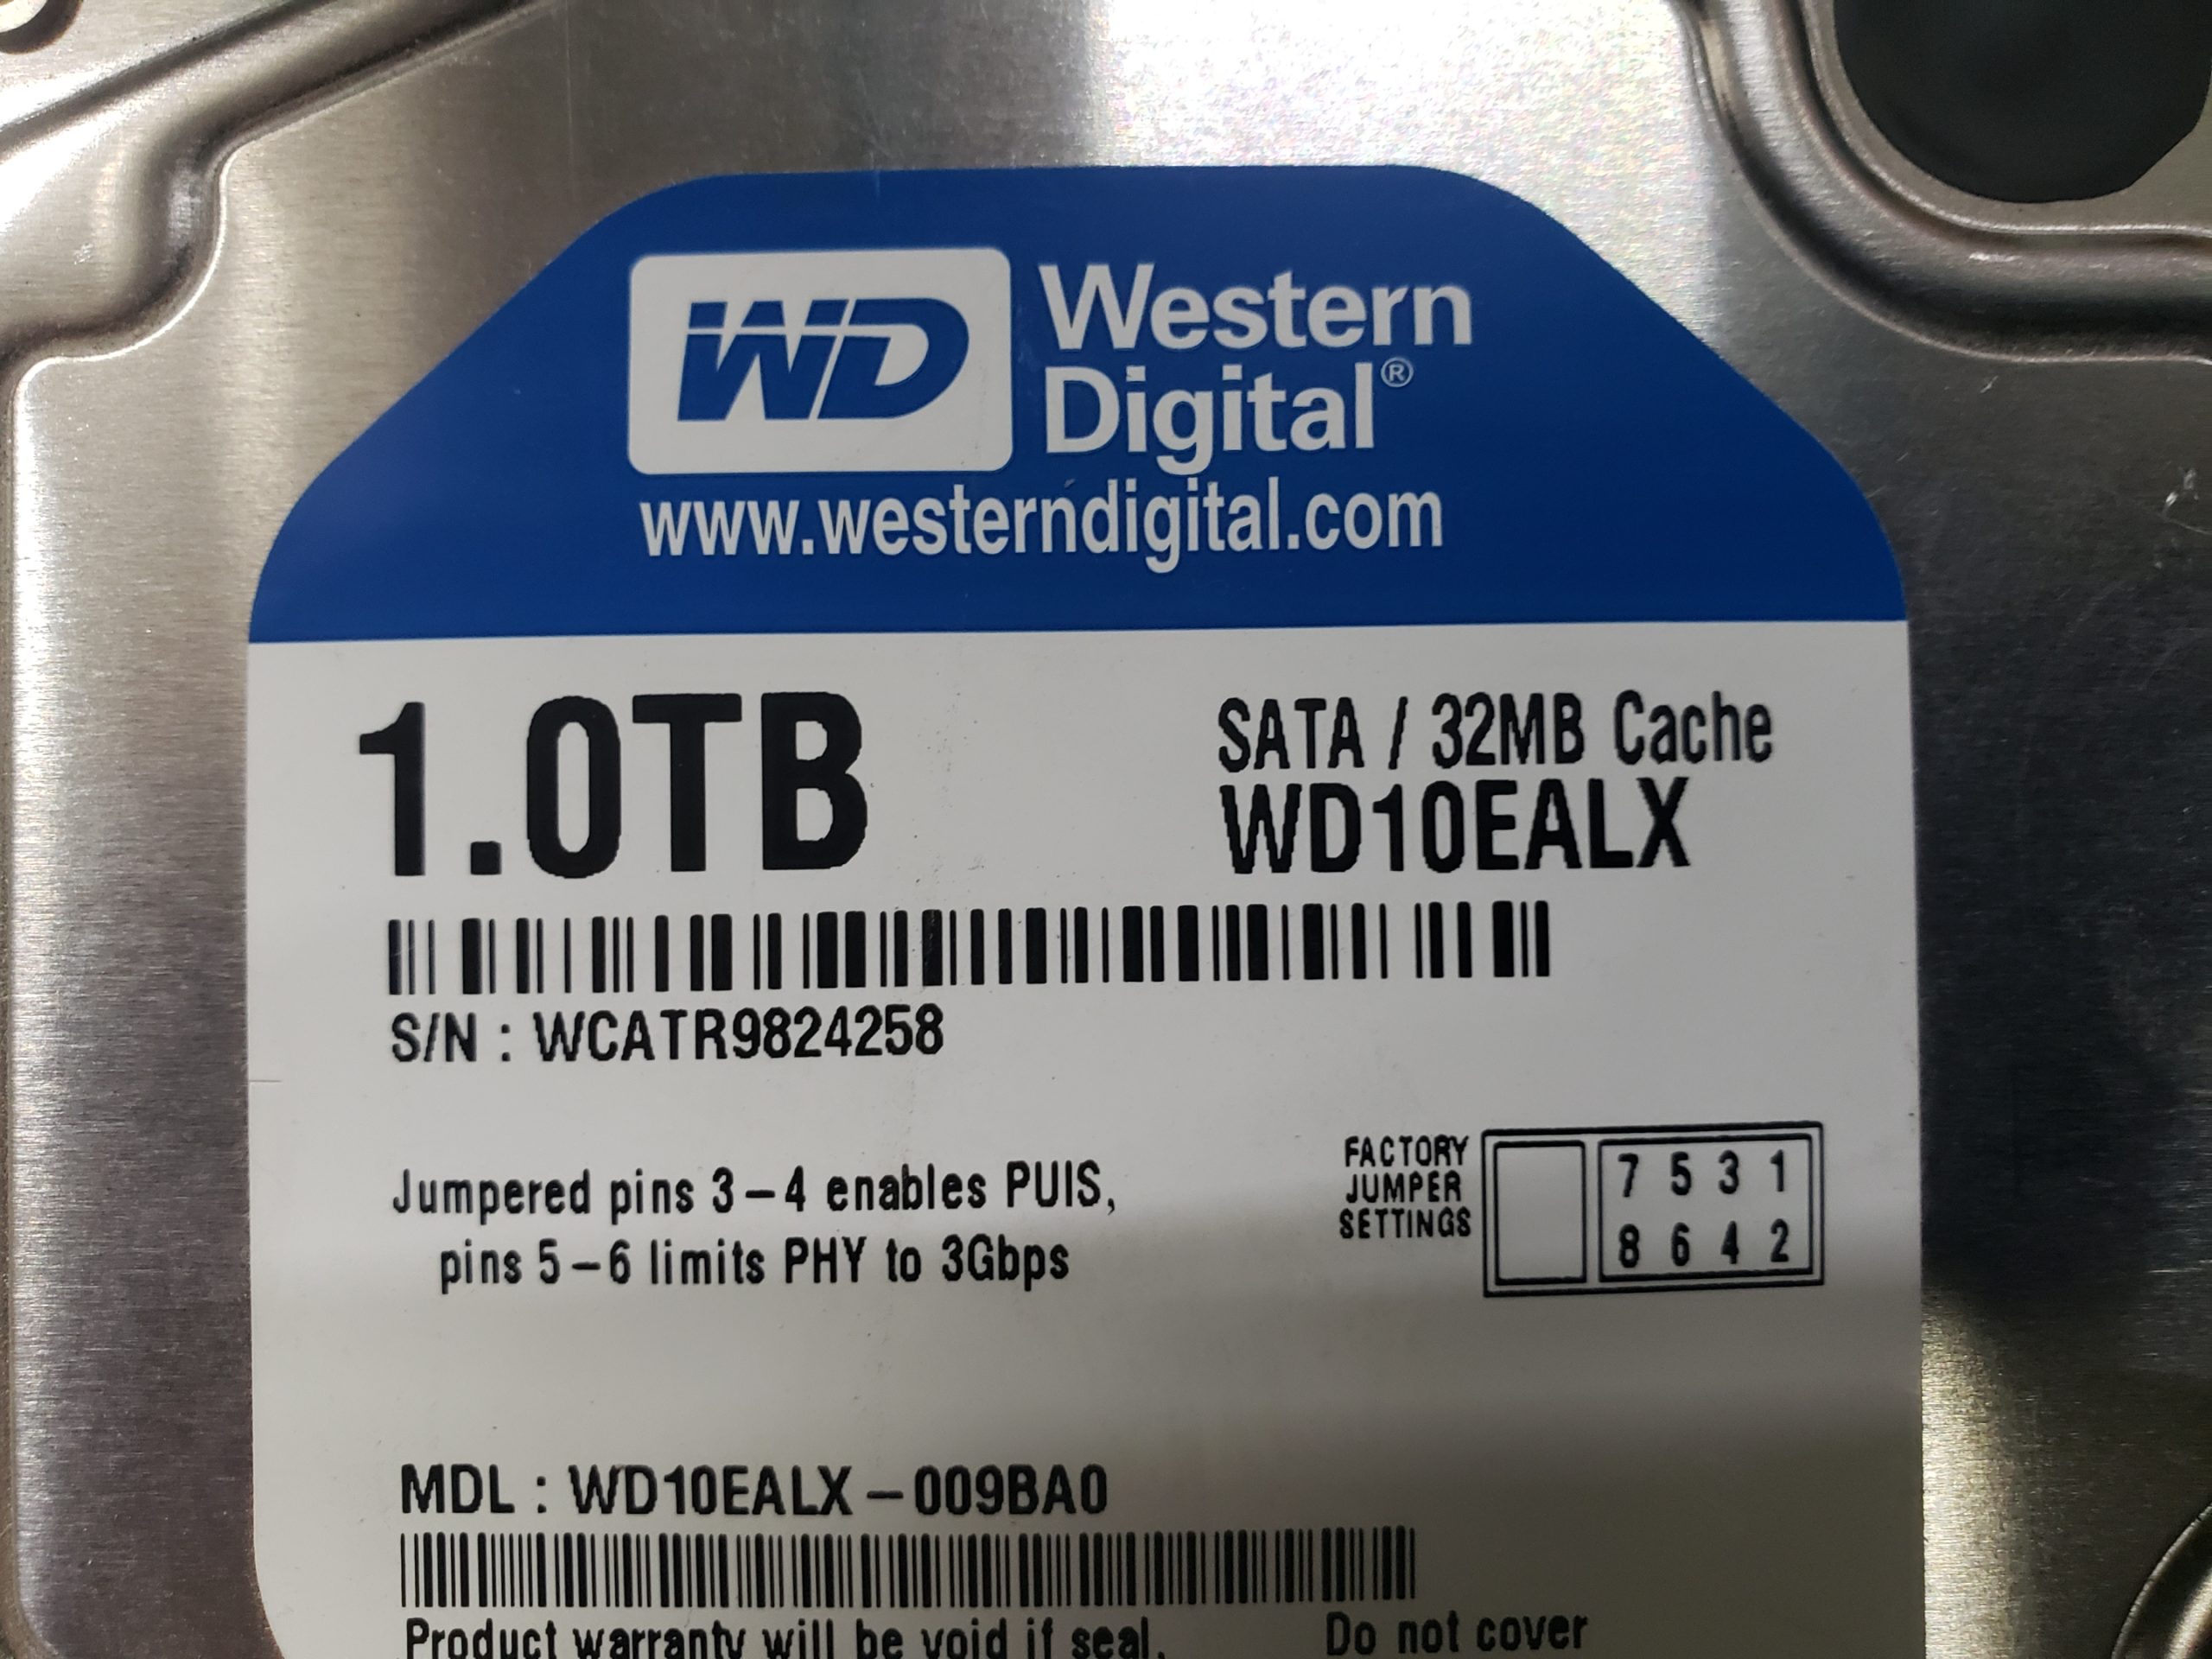 WD Western
Digital®
www.westerndigital.com
1.0TB
SATA / 32MB Cache
WD10EALX
S/N : WCATR9824258
Jumpered pins 3-4 enables PUIS,
pins 5-6 limits PHY to 3Gbps
FACTORY
JUMPER
SETTINGS
7 5 3 1
8 6 4 2
MDL : WD10EALX-009BA0
Product warranty will be void if seal,
Do not cover